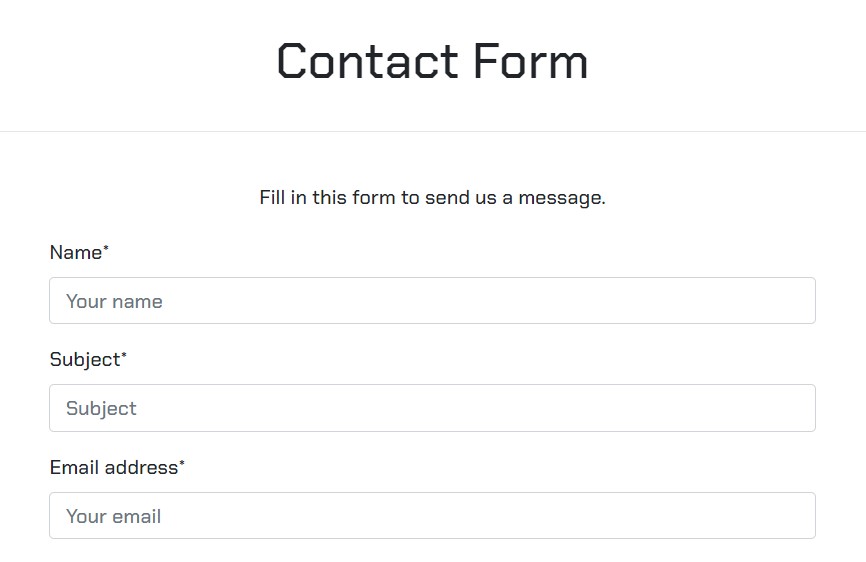 Contact Form
Fill in this form to send us a message.
Name*
Your name
Subject*
Subject
Email address*
Your email